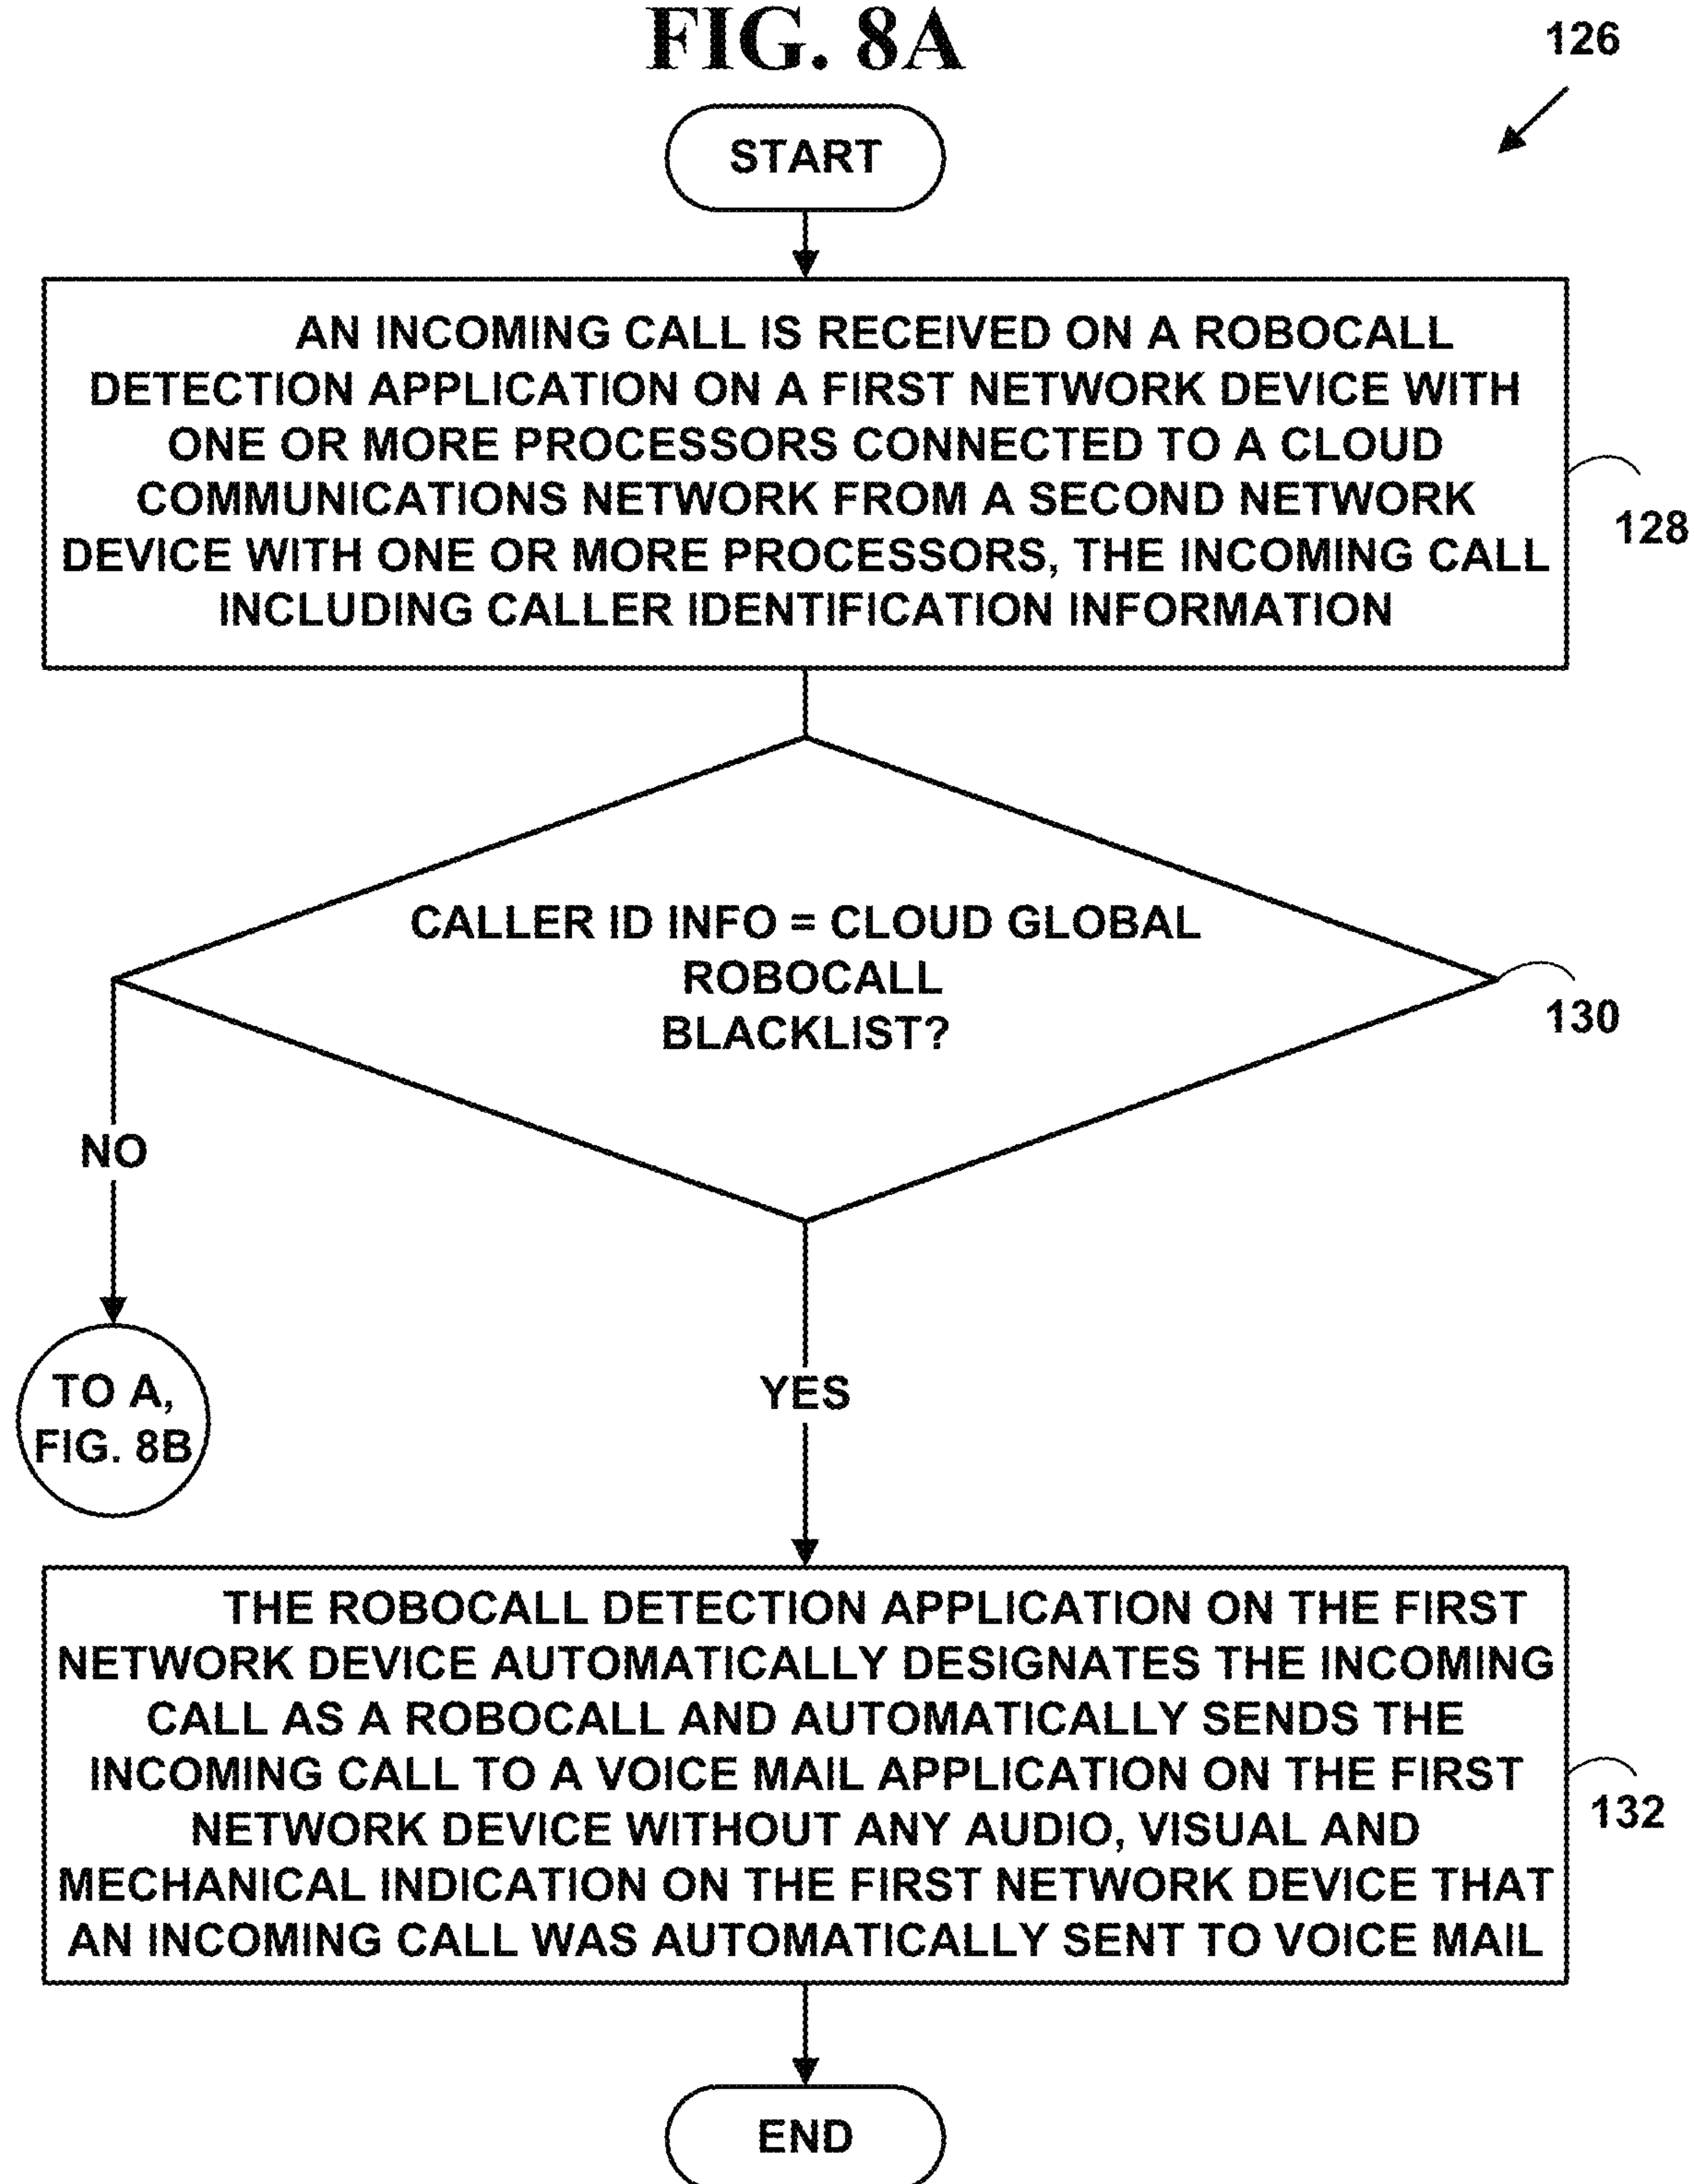 FIG. 8A
126
START
AN INCOMING CALL IS RECEIVED ON A ROBOCALL
DETECTION APPLICATION ON A FIRST NETWORK DEVICE WITH
ONE OR MORE PROCESSORS CONNECTED TO A CLOUD
COMMUNICATIONS NETWORK FROM A SECOND NETWORK
DEVICE WITH ONE OR MORE PROCESSORS, THE INCOMING CALL
INCLUDING CALLER IDENTIFICATION INFORMATION
128
CALLER ID INFO = CLOUD GLOBAL
ROBOCALL
BLACKLIST?
130
NO
TO A,
FIG. 8B
YES
THE ROBOCALL DETECTION APPLICATION ON THE FIRST
NETWORK DEVICE AUTOMATICALLY DESIGNATES THE INCOMING
CALL AS A ROBOCALL AND AUTOMATICALLY SENDS THE
INCOMING CALL TO A VOICE MAIL APPLICATION ON THE FIRST
NETWORK DEVICE WITHOUT ANY AUDIO, VISUAL AND
MECHANICAL INDICATION ON THE FIRST NETWORK DEVICE THAT
AN INCOMING CALL WAS AUTOMATICALLY SENT TO VOICE MAIL
132
END